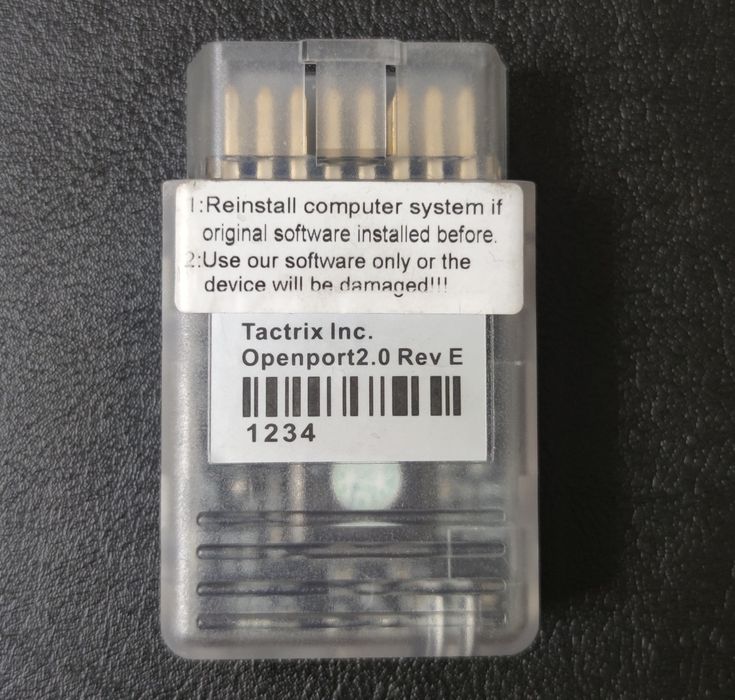 1:Reinstall computer system if
original software installed before.
2:Use our software only or the
device will be damaged!!!
Tactrix Inc.
Openport2.0 Rev E
1234